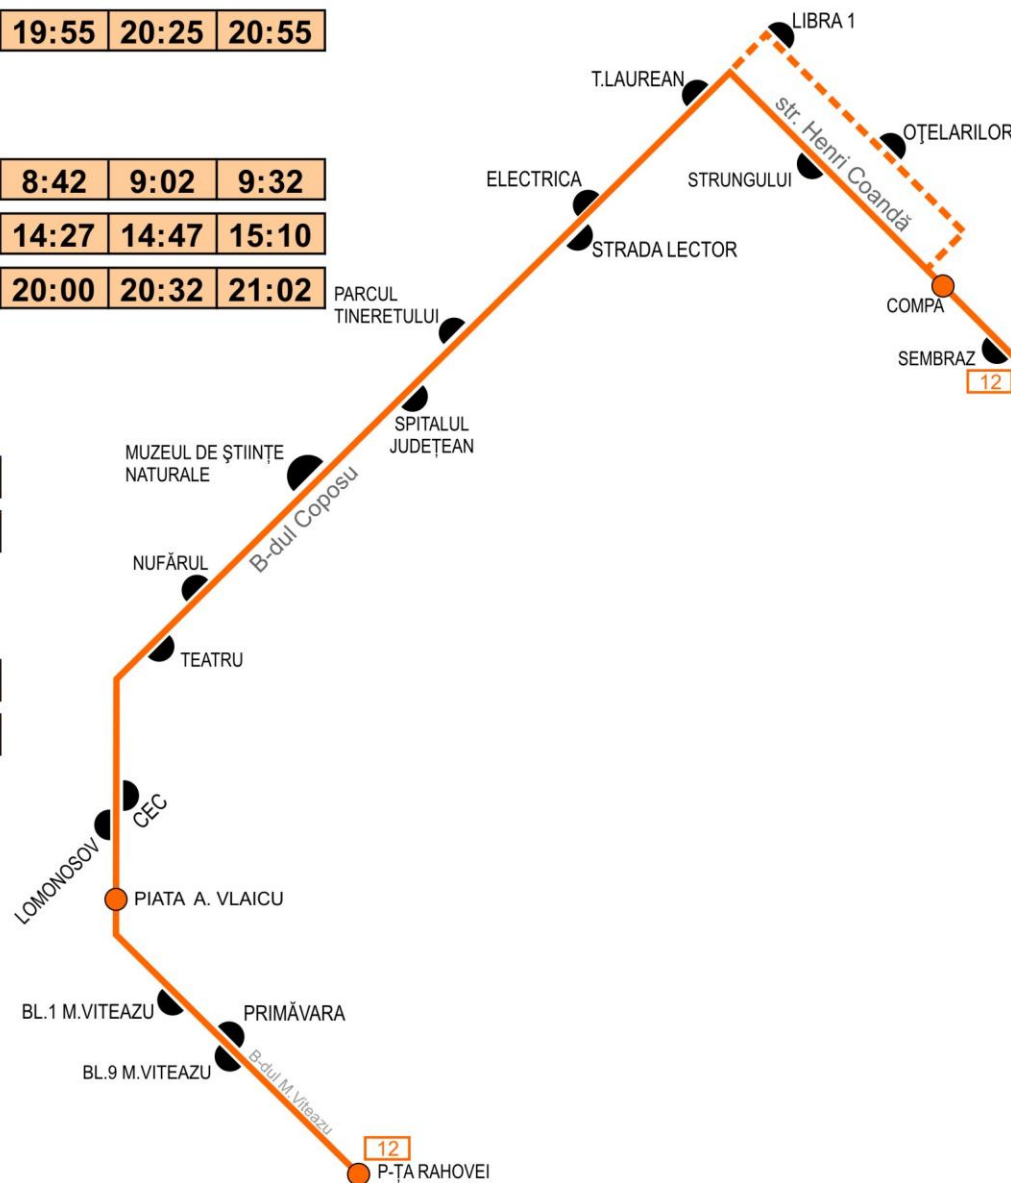 19:55 20:25 20:55
8:42 9:02 9:32
14:27 14:47 15:10
20:00 20:32 21:02
LIBRA 1
T.LAUREAN
str. Henri Coandă
OŢELARILOR
ELECTRICA
STRUNGULUI
STRADA LECTOR
PARCUL
TINERETULUI
COMPA
SEMBRAZ
12
SPITALUL
JUDEȚEAN
MUZEUL DE ŞTIINȚE
NATURALE
B-dul Coposu
NUFĂRUL
TEATRU
CEC
LOMONOSOV
PIATA A. VLAICU
BL.1 M.VITEAZU
PRIMĂVARA
BL.9 M.VITEAZU
B-dul M.Viteazu
12
P-ȚA RAHOVEI